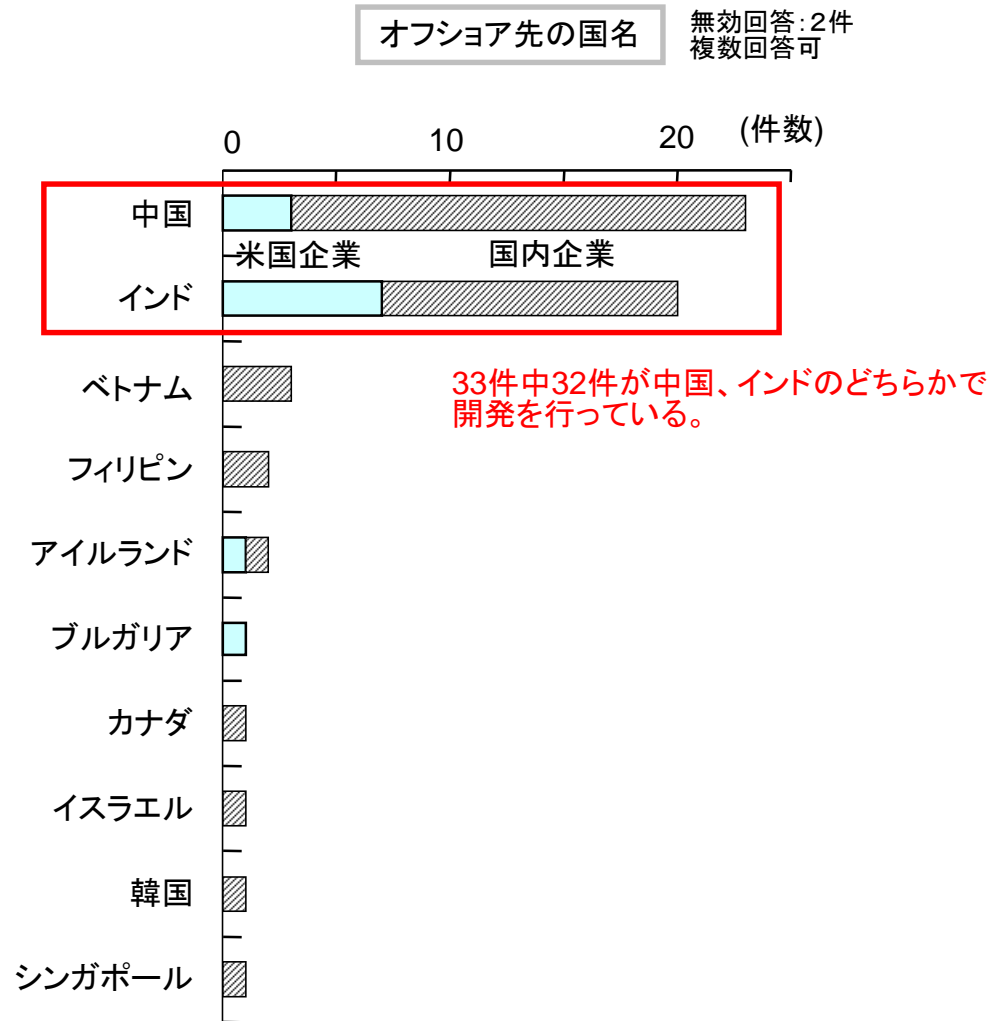 オフショア先の国名
無効回答：2件
複数回答可
0 10 20 (件数)
中国
米国企業 国内企業
インド
ベトナム
33件中32件が中国、インドのどちらかで
開発を行っている。
フィリピン
アイルランド
ブルガリア
カナダ
イスラエル
韓国
シンガポール